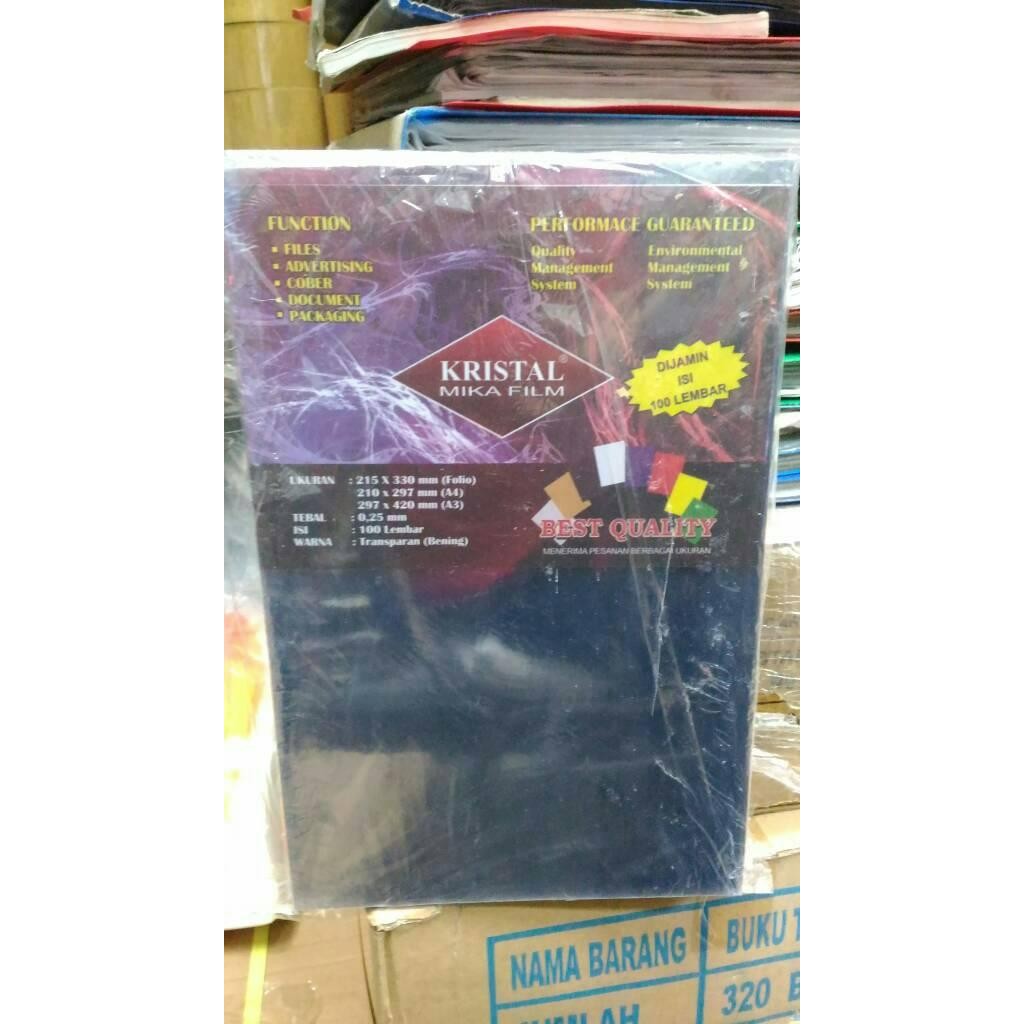 FUNCTION
▪ FILES
▪ ADVERTISING
▪ COBER
▪ DOCUMENT
▪ PACKAGING
PERFORMACE GUARANTEED
Quality Management System
Environmental Management System
KRISTAL®
MIKA FILM
DIJAMIN
ISI
100 LEMBAR
UKURAN : 215 X 330 mm (Folio)
210 x 297 mm (A4)
297 x 420 mm (A3)
TEBAL : 0,25 mm
ISI : 100 Lembar
WARNA : Transparan (Bening)
BEST QUALITY
MENERIMA PESANAN BERBAGAI UKURAN
NAMA BARANG
BUKU
320